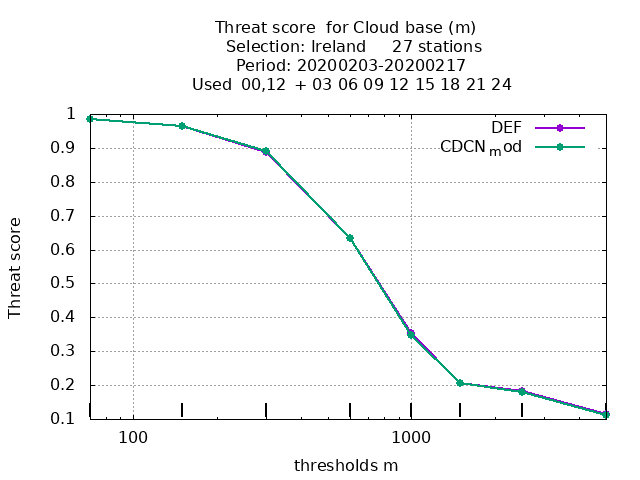 Threat score  for Cloud base (m)
Selection: Ireland     27 stations
Period: 20200203-20200217
Used  00,12  + 03 06 09 12 15 18 21 24
DEF
CDCN_mod
1
0.9
0.8
0.7
0.6
0.5
0.4
0.3
0.2
0.1
Threat score
100
1000
thresholds m